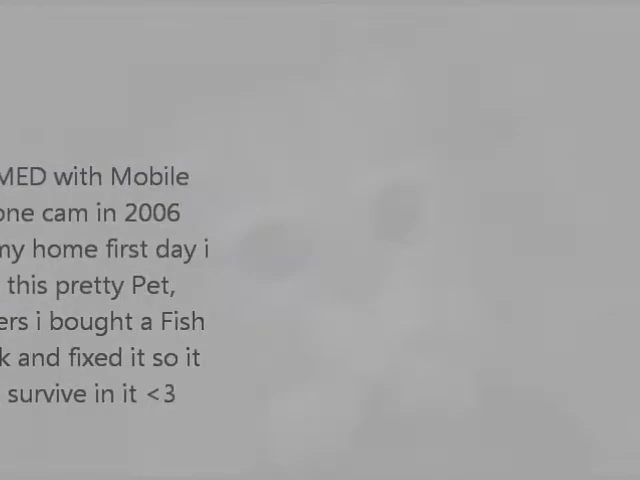 MED with Mobile
one cam in 2006
my home first day i
this pretty Pet,
ers i bought a Fish
k and fixed it so it
survive in it <3